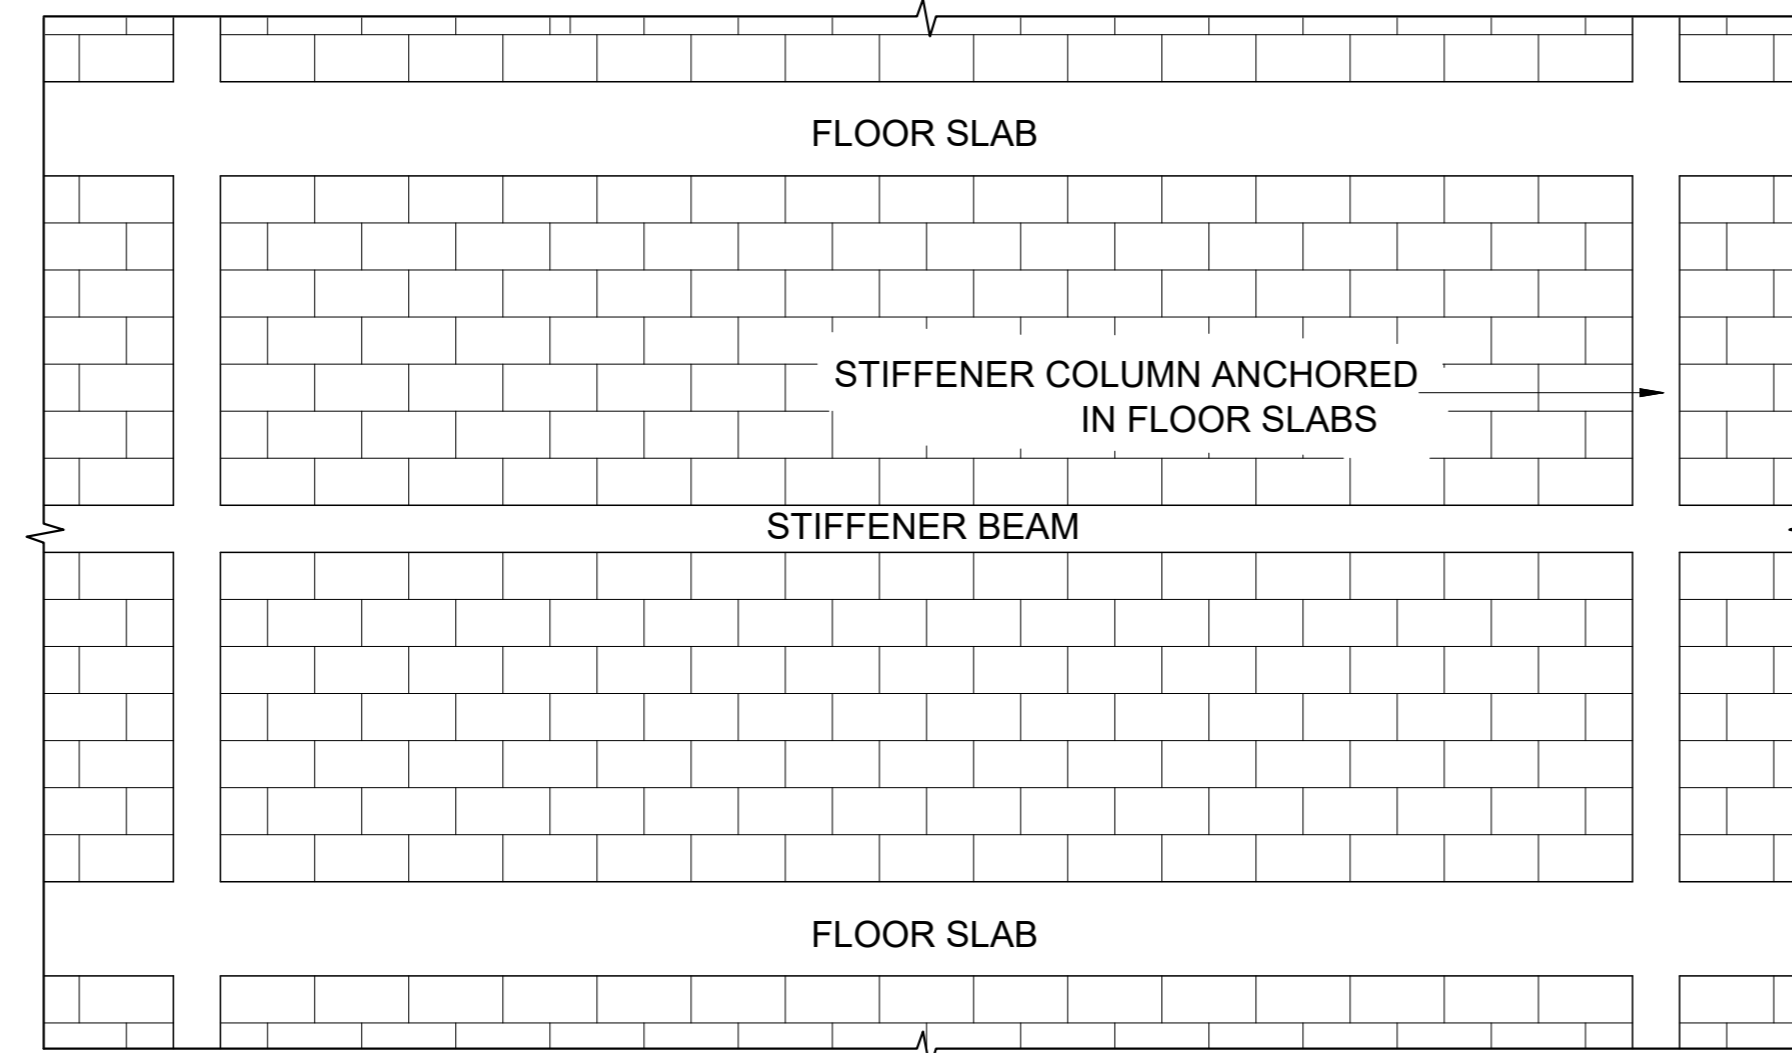 FLOOR SLAB
STIFFENER COLUMN ANCHORED
IN FLOOR SLABS
STIFFENER BEAM
FLOOR SLAB